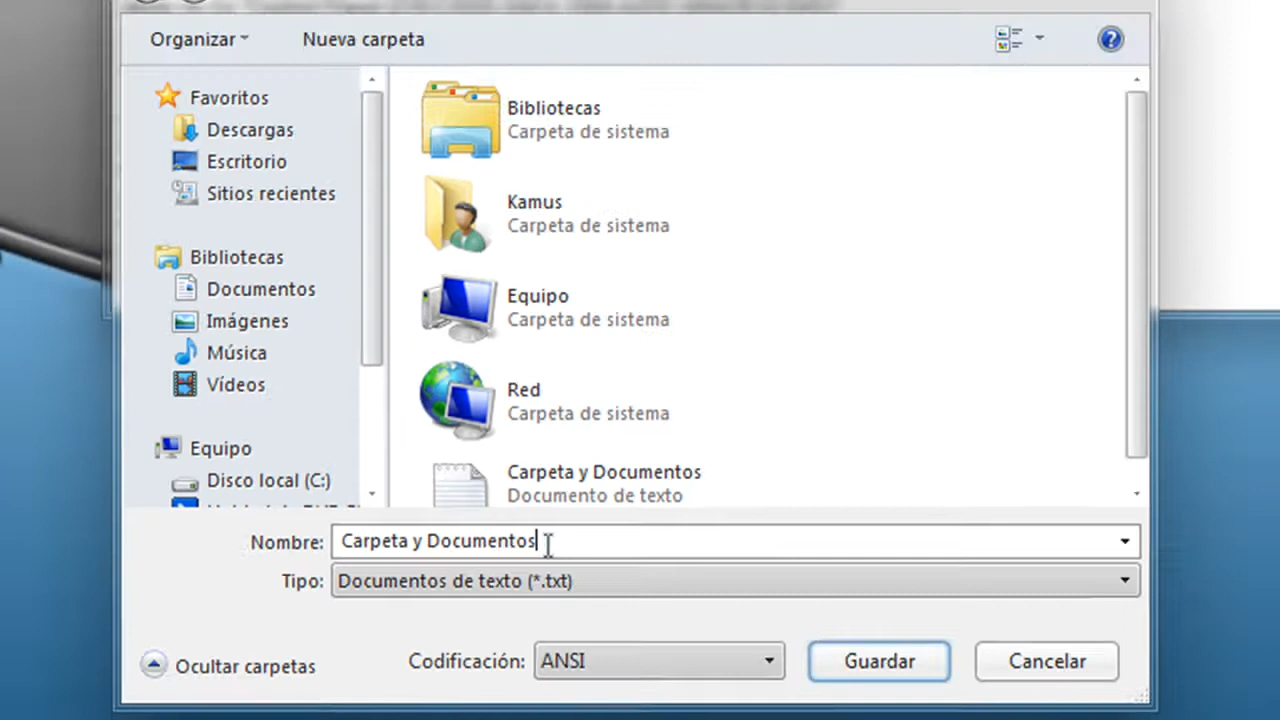 Organizar
Nueva carpeta
Favoritos
Descargas
Escritorio
Sitios recientes
Bibliotecas
Documentos
Imágenes
Música
Vídeos
Equipo
Disco local (C:)
Bibliotecas
Carpeta de sistema
Kamus
Carpeta de sistema
Equipo
Carpeta de sistema
Red
Carpeta de sistema
Carpeta y Documentos
Documento de texto
Nombre: Carpeta y Documentos
Tipo: Documentos de texto (*.txt)
Ocultar carpetas
Codificación: ANSI
Guardar
Cancelar